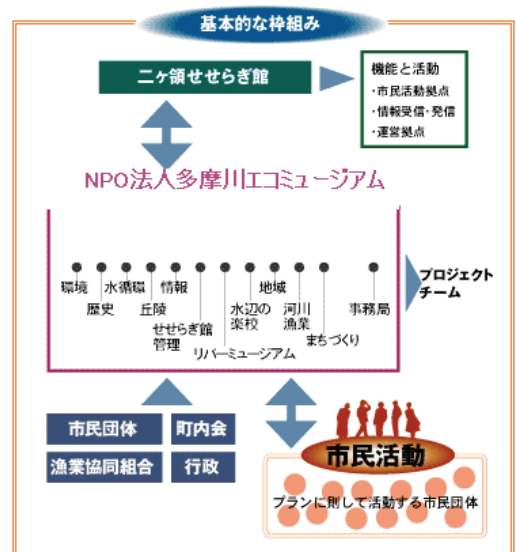 基本的な枠組み
二ヶ領せせらぎ館
機能と活動
・市民活動拠点
・情報受信・発信
・運営拠点
NPO法人多摩川エコミュージアム
環境
歴史
水循環
丘陵
情報
せせらぎ館
管理
リバーミュージアム
水辺の
楽校
地域
河川
漁業
まちづくり
事務局
プロジェクト
チーム
市民団体
町内会
漁業協同組合
行政
市民活動
プランに則して活動する市民団体